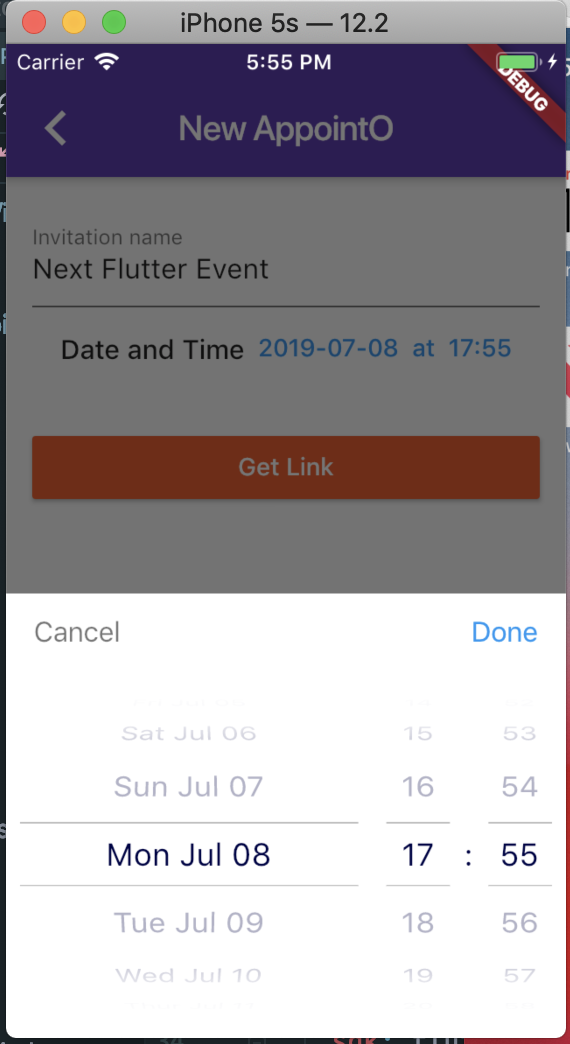 iPhone 5s — 12.2
Carrier 5:55 PM
DEBUG
New AppointO
Invitation name
Next Flutter Event
Date and Time 2019-07-08 at 17:55
Get Link
Cancel Done
Sat Jul 06 15 53
Sun Jul 07 16 54
Mon Jul 08 17 : 55
Tue Jul 09 18 56
Wed Jul 10 19 57